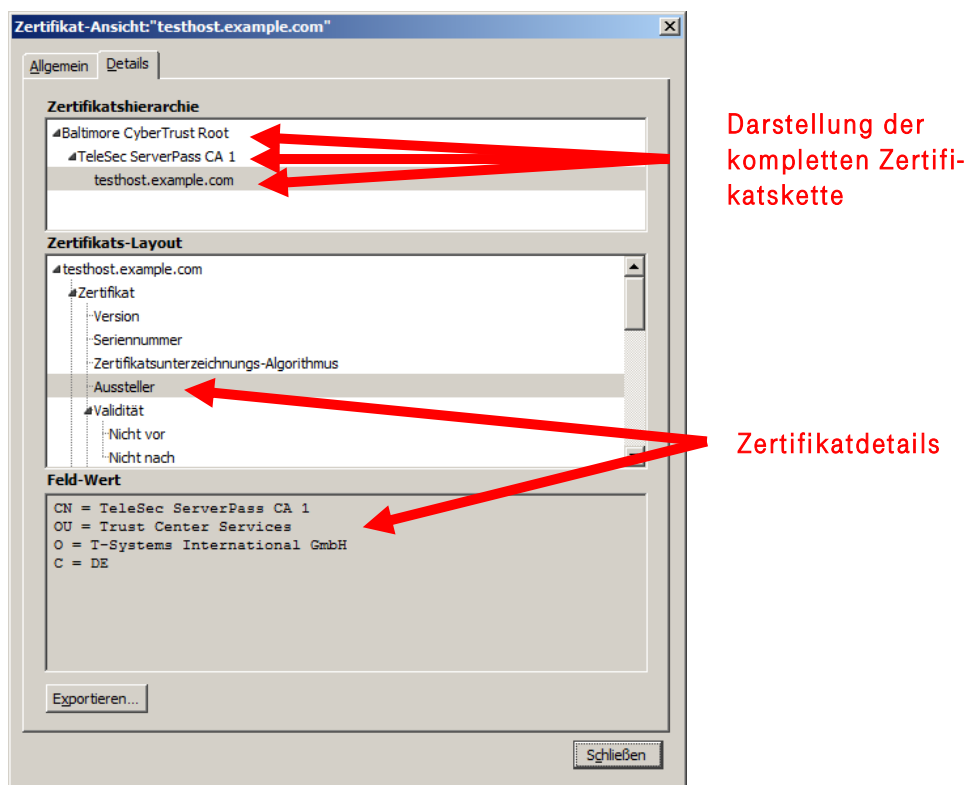 Zertifikat-Ansicht:"testhost.example.com"
Allgemein Details
Zertifikatshierarchie
Baltimore CyberTrust Root
TeleSec ServerPass CA 1
testhost.example.com
Darstellung der
kompletten Zertifi-
katskette
Zertifikats-Layout
testhost.example.com
Zertifikat
Version
Seriennummer
Zertifikatsunterzeichnungs-Algorithmus
Aussteller
Validität
Nicht vor
Nicht nach
Zertifikatdetails
Feld-Wert
CN = TeleSec ServerPass CA 1
OU = Trust Center Services
O = T-Systems International GmbH
C = DE
Exportieren...
Schließen